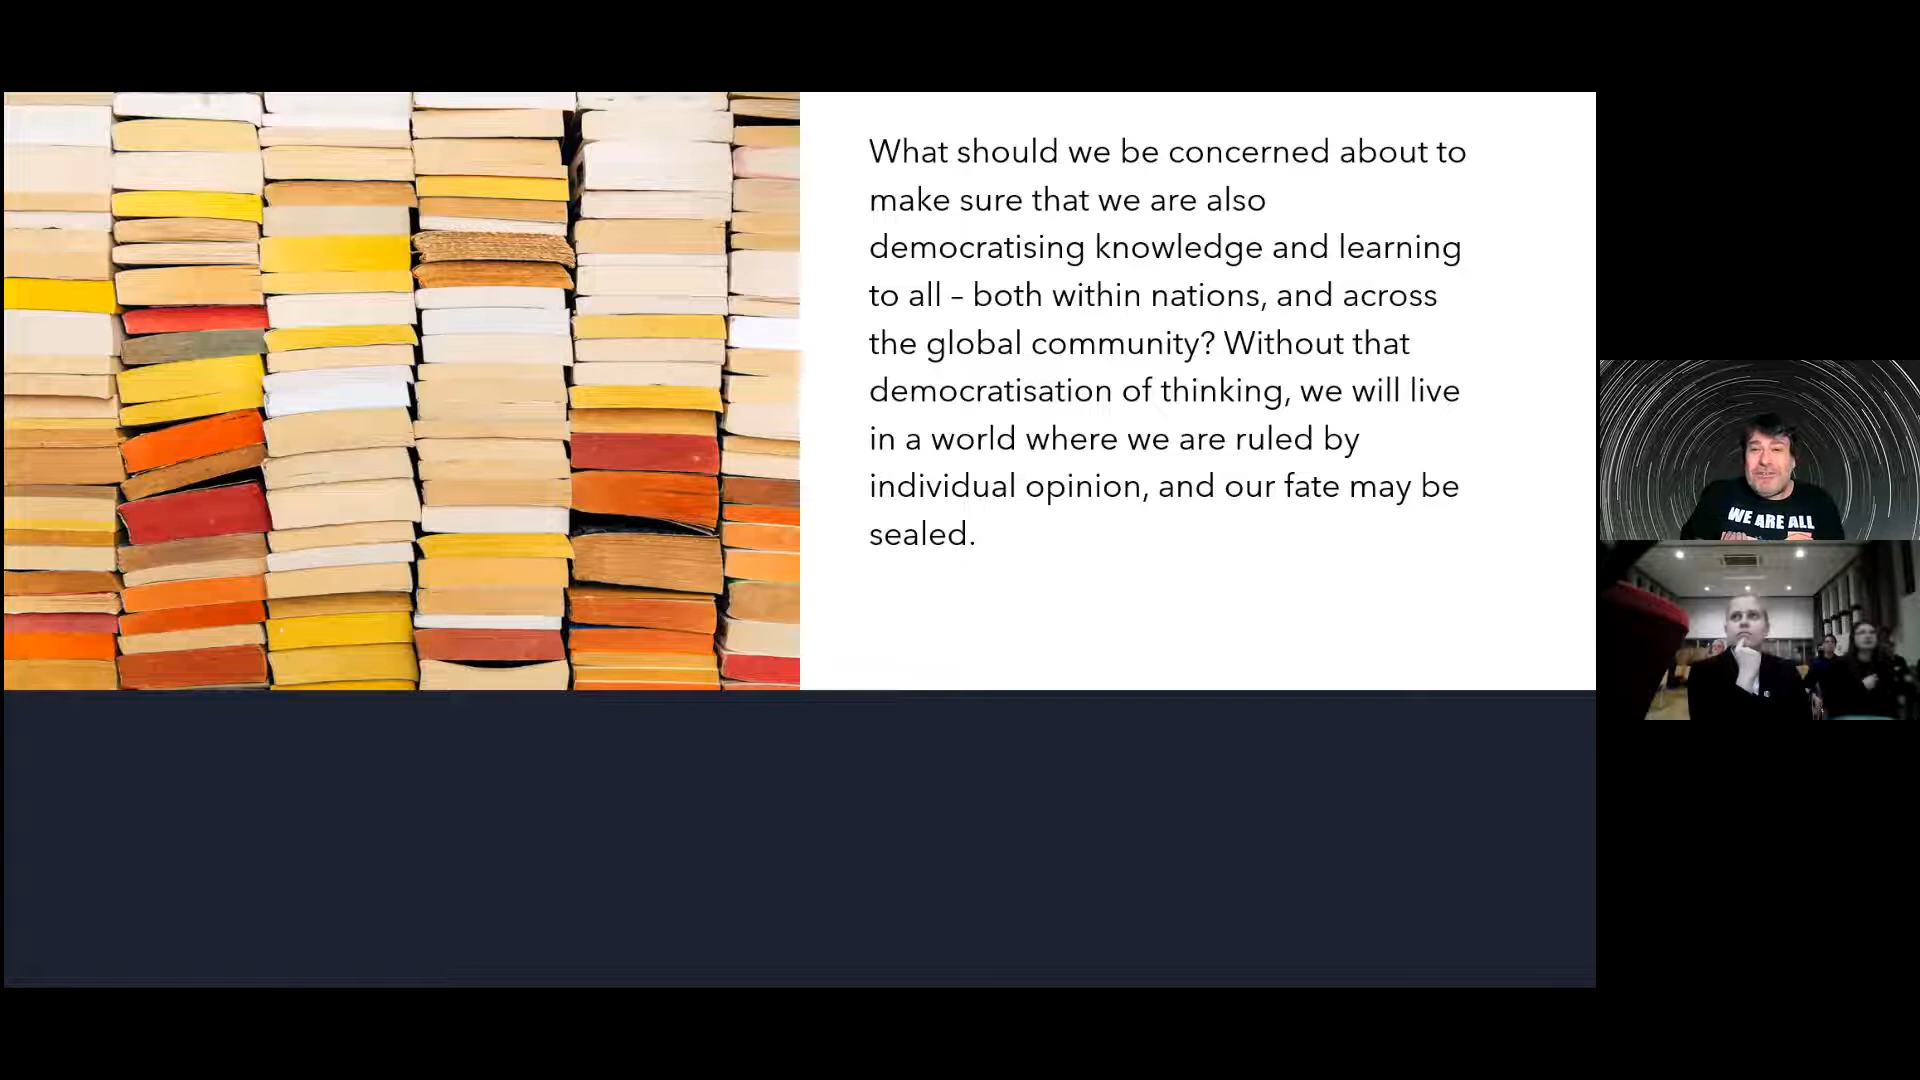 What should we be concerned about to
make sure that we are also
democratising knowledge and learning
to all – both within nations, and across
the global community? Without that
democratisation of thinking, we will live
in a world where we are ruled by
individual opinion, and our fate may be
sealed.
WE ARE ALL